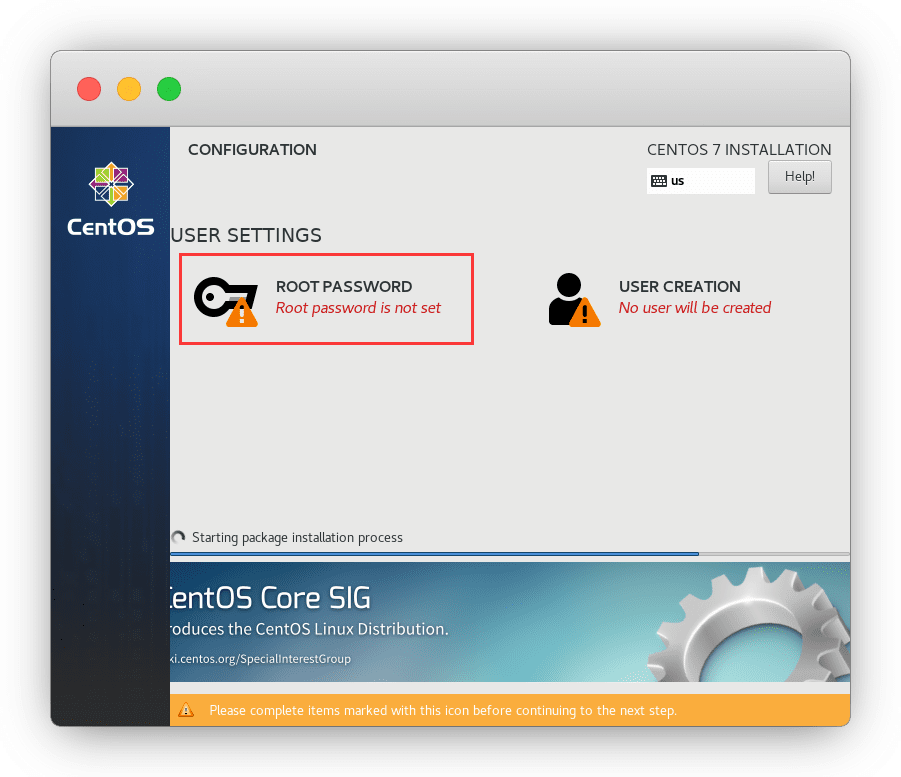 CONFIGURATION
CENTOS 7 INSTALLATION
us
Help!
CentOS
USER SETTINGS
ROOT PASSWORD
Root password is not set
USER CREATION
No user will be created
Starting package installation process
CentOS Core SIG
roduces the CentOS Linux Distribution.
ki.centos.org/SpecialInterestGroup
Please complete items marked with this icon before continuing to the next step.